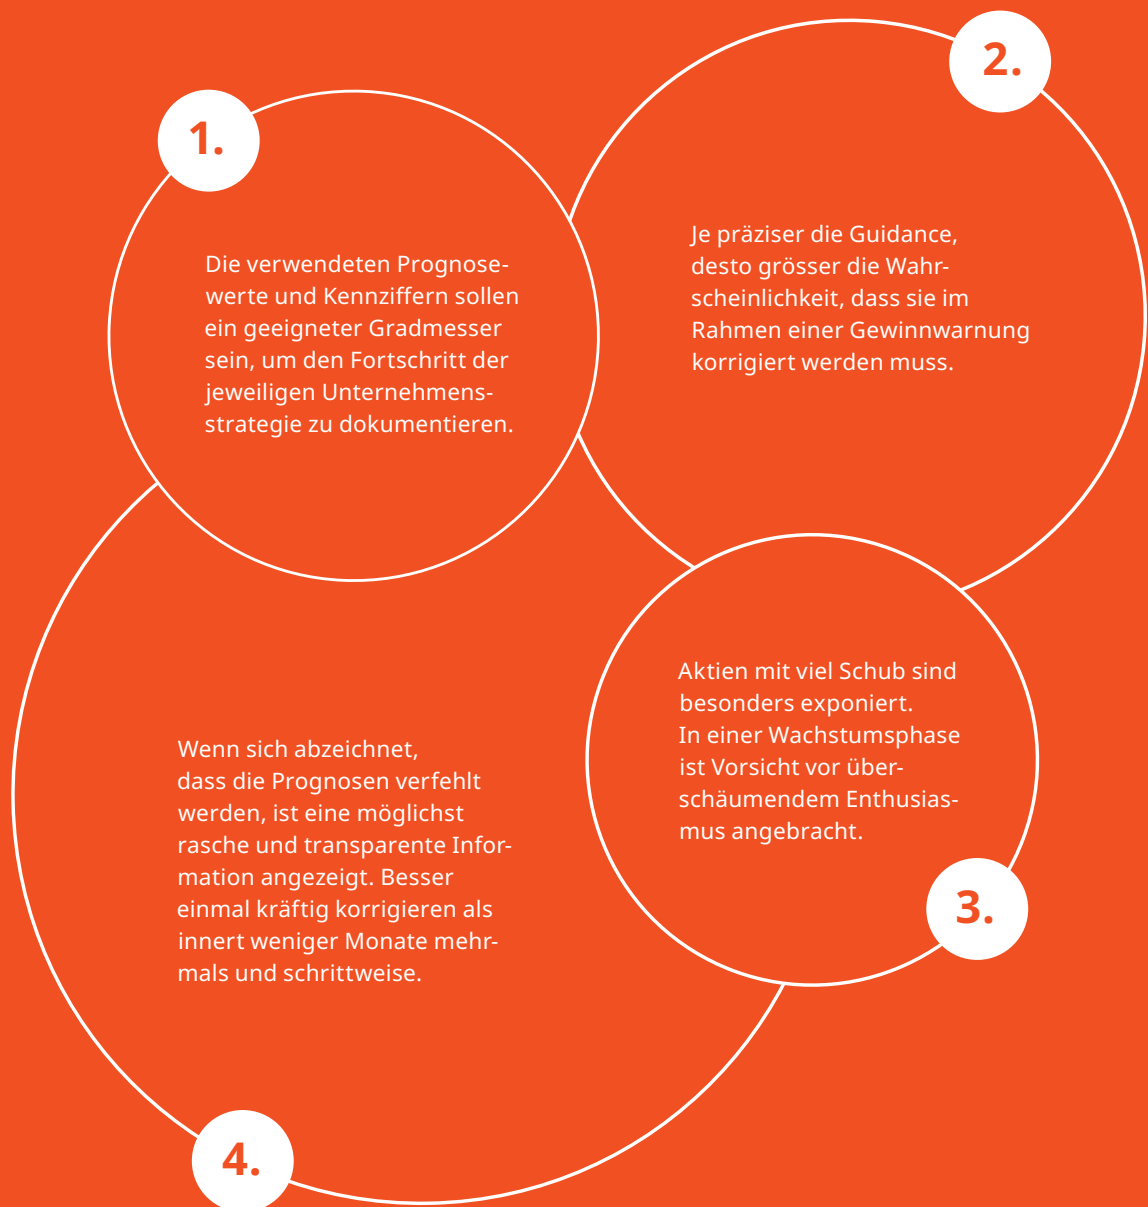 1.
Die verwendeten Prognose-
werte und Kennziffern sollen
ein geeigneter Gradmesser
sein, um den Fortschritt der
jeweiligen Unternehmens-
strategie zu dokumentieren.
2.
Je präziser die Guidance,
desto grösser die Wahr-
scheinlichkeit, dass sie im
Rahmen einer Gewinnwarnung
korrigiert werden muss.
Aktien mit viel Schub sind
besonders exponiert.
In einer Wachstumsphase
ist Vorsicht vor über-
schäumendem Enthusias-
mus angebracht.
3.
Wenn sich abzeichnet,
dass die Prognosen verfehlt
werden, ist eine möglichst
rasche und transparente Infor-
mation angezeigt. Besser
einmal kräftig korrigieren als
innert weniger Monate mehr-
mals und schrittweise.
4.